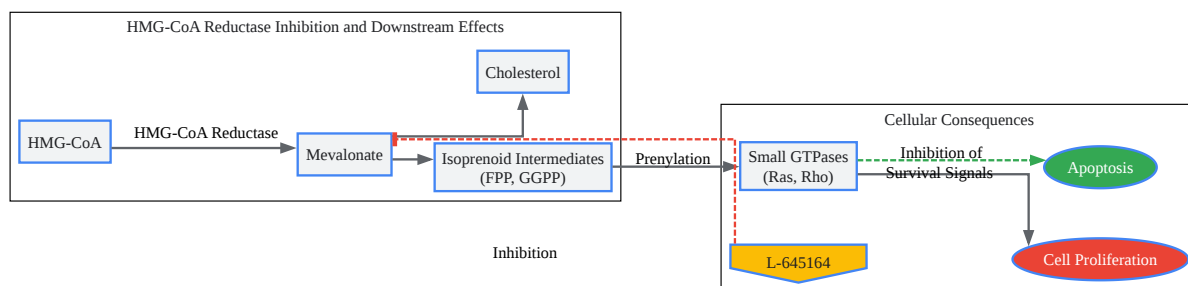 HMG-CoA Reductase Inhibition and Downstream Effects
Cholesterol
HMG-CoA Reductase
HMG-CoA
Mevalonate
Isoprenoid Intermediates
(FPP, GGPP)
Prenylation
Cellular Consequences
Small GTPases
(Ras, Rho)
Inhibition of
Survival Signals
Apoptosis
Inhibition
L-645164
Cell Proliferation